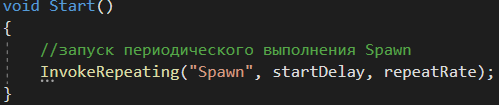 void Start()
{
//запуск периодического выполнения Spawn
InvokeRepeating("Spawn", startDelay, repeatRate);
}